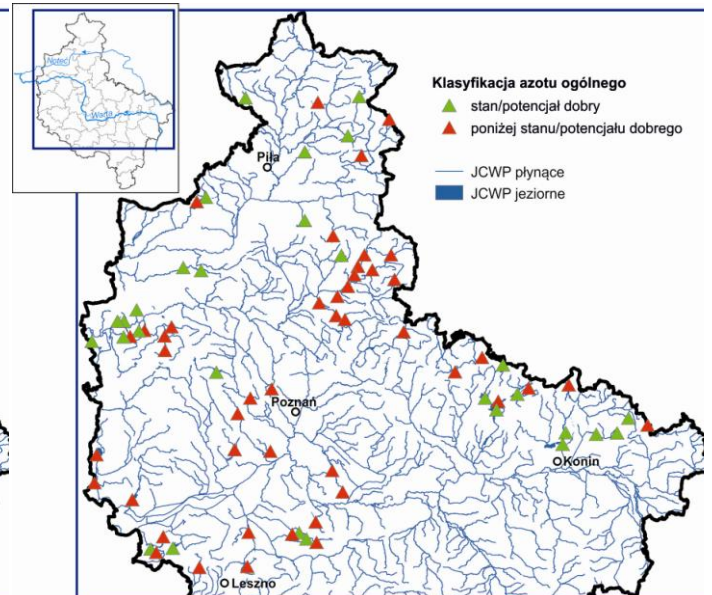 Noteć
Warta
Klasyfikacja azotu ogólnego
stan/potencjał dobry
poniżej stanu/potencjału dobrego
JCWP płynące
JCWP jeziorne
Piła
Poznań
Konin
Leszno